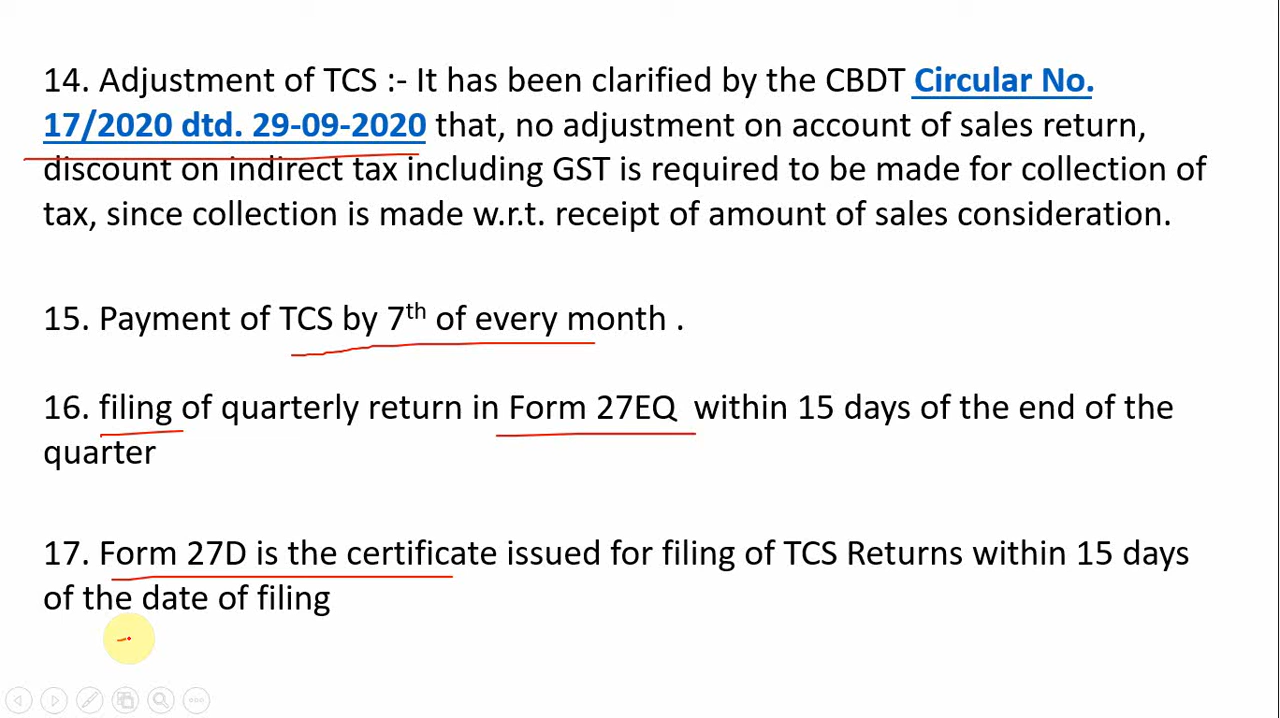 14. Adjustment of TCS :- It has been clarified by the CBDT Circular No.
17/2020 dtd. 29-09-2020 that, no adjustment on account of sales return,
discount on indirect tax including GST is required to be made for collection of
tax, since collection is made w.r.t. receipt of amount of sales consideration.
15. Payment of TCS by 7th of every month .
16. filing of quarterly return in Form 27EQ within 15 days of the end of the
quarter
17. Form 27D is the certificate issued for filing of TCS Returns within 15 days
of the date of filing